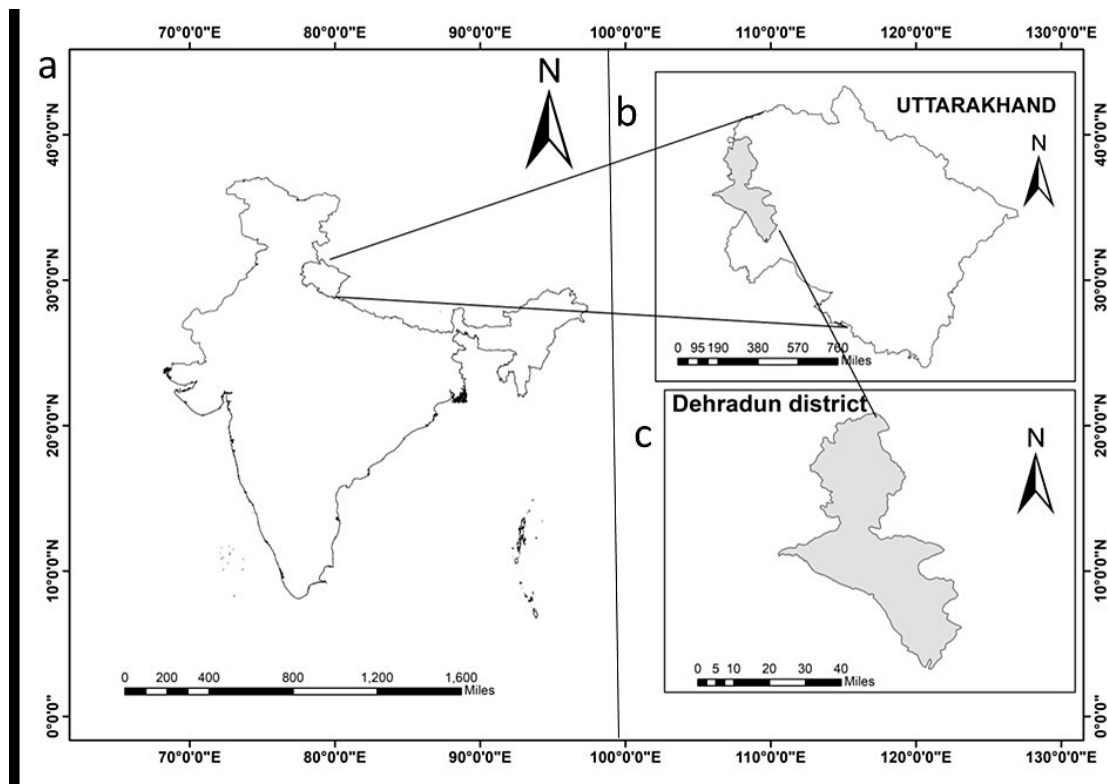 70°0'0"E 80°0'0"E 90°0'0"E 100°0'0"E 110°0'0"E 120°0'0"E 130°0'0"E
a
N
40°0'0"N
30°0'0"N
20°0'0"N
10°0'0"N
0°0'0"
0 200 400 800 1,200 1,600
Miles
b
UTTARAKHAND
N
0 95 190 380 570 760
Miles
c
Dehradun district
N
0 5 10 20 30 40
Miles
40°0'0"N
30°0'0"N
20°0'0"N
10°0'0"N
0°0'0"
70°0'0"E 80°0'0"E 90°0'0"E 100°0'0"E 110°0'0"E 120°0'0"E 130°0'0"E